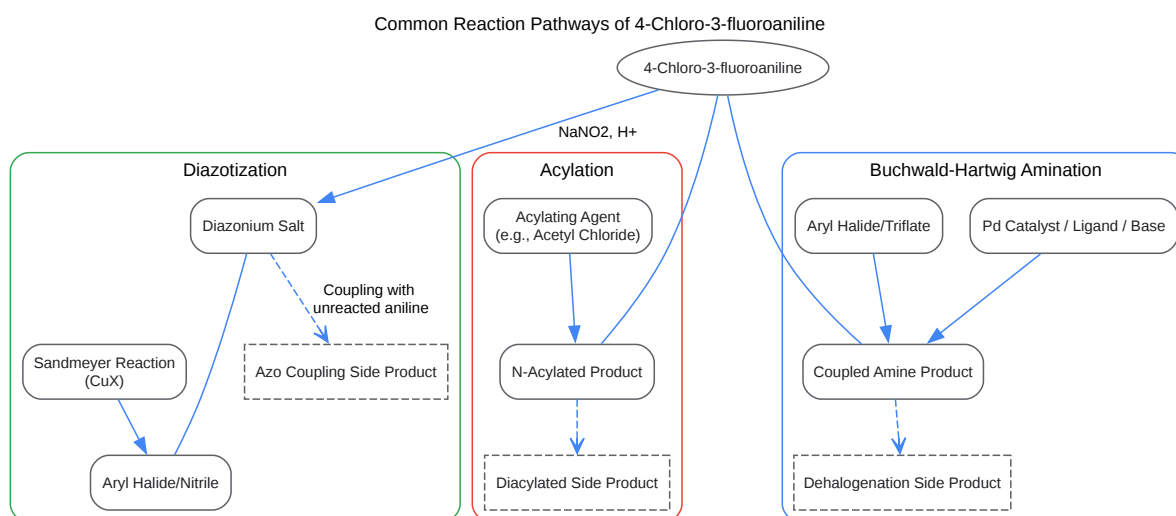 Common Reaction Pathways of 4-Chloro-3-fluoroaniline
4-Chloro-3-fluoroaniline
NaNO2, H+
Diazotization
Diazonium Salt
Coupling with
unreacted aniline
Sandmeyer Reaction
(CuX)
Azo Coupling Side Product
Aryl Halide/Nitrile
Acylation
Acylating Agent
(e.g., Acetyl Chloride)
N-Acylated Product
Diacylated Side Product
Buchwald-Hartwig Amination
Aryl Halide/Triflate
Pd Catalyst / Ligand / Base
Coupled Amine Product
Dehalogenation Side Product